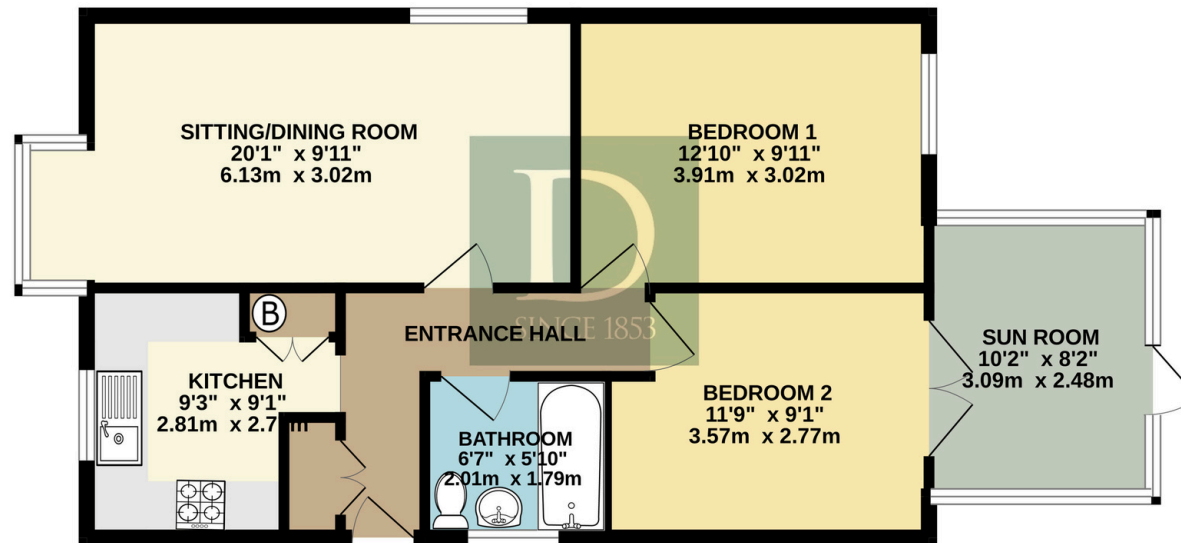 SITTING/DINING ROOM
20'1" x 9'11"
6.13m x 3.02m
BEDROOM 1
12'10" x 9'11"
3.91m x 3.02m
D
SINCE 1853
B
ENTRANCE HALL
SUN ROOM
10'2" x 8'2"
3.09m x 2.48m
KITCHEN
9'3" x 9'1"
2.81m x
BEDROOM 2
11'9" x 9'1"
3.57m x 2.77m
BATHROOM
6'7" x 5'10"
2.01m x 1.79m